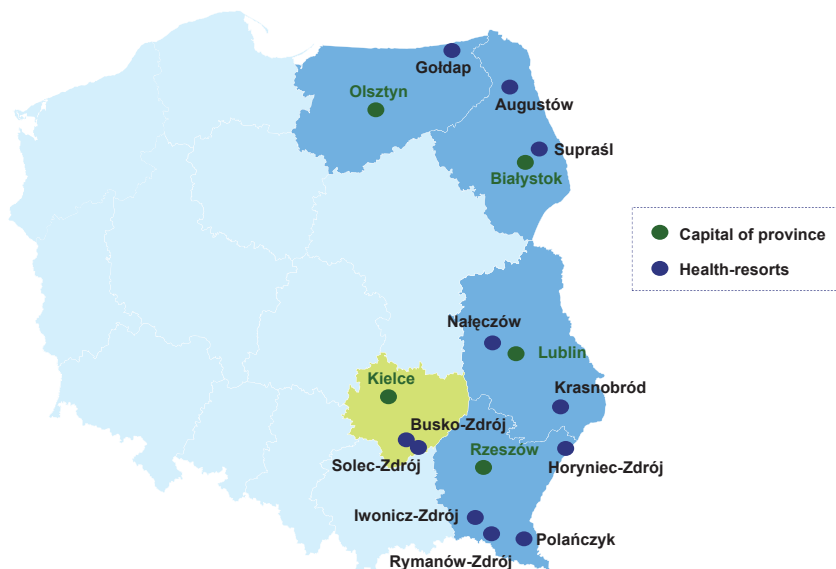 Gołdap
Olsztyn
Augustów
Supraśl
Białystok
Capital of province
Health-resorts
Nałęczów
Lublin
Kielce
Krasnobród
Busko-Zdrój
Solec-Zdrój
Rzeszów
Horyniec-Zdrój
Iwonicz-Zdrój
Polańczyk
Rymanów-Zdrój